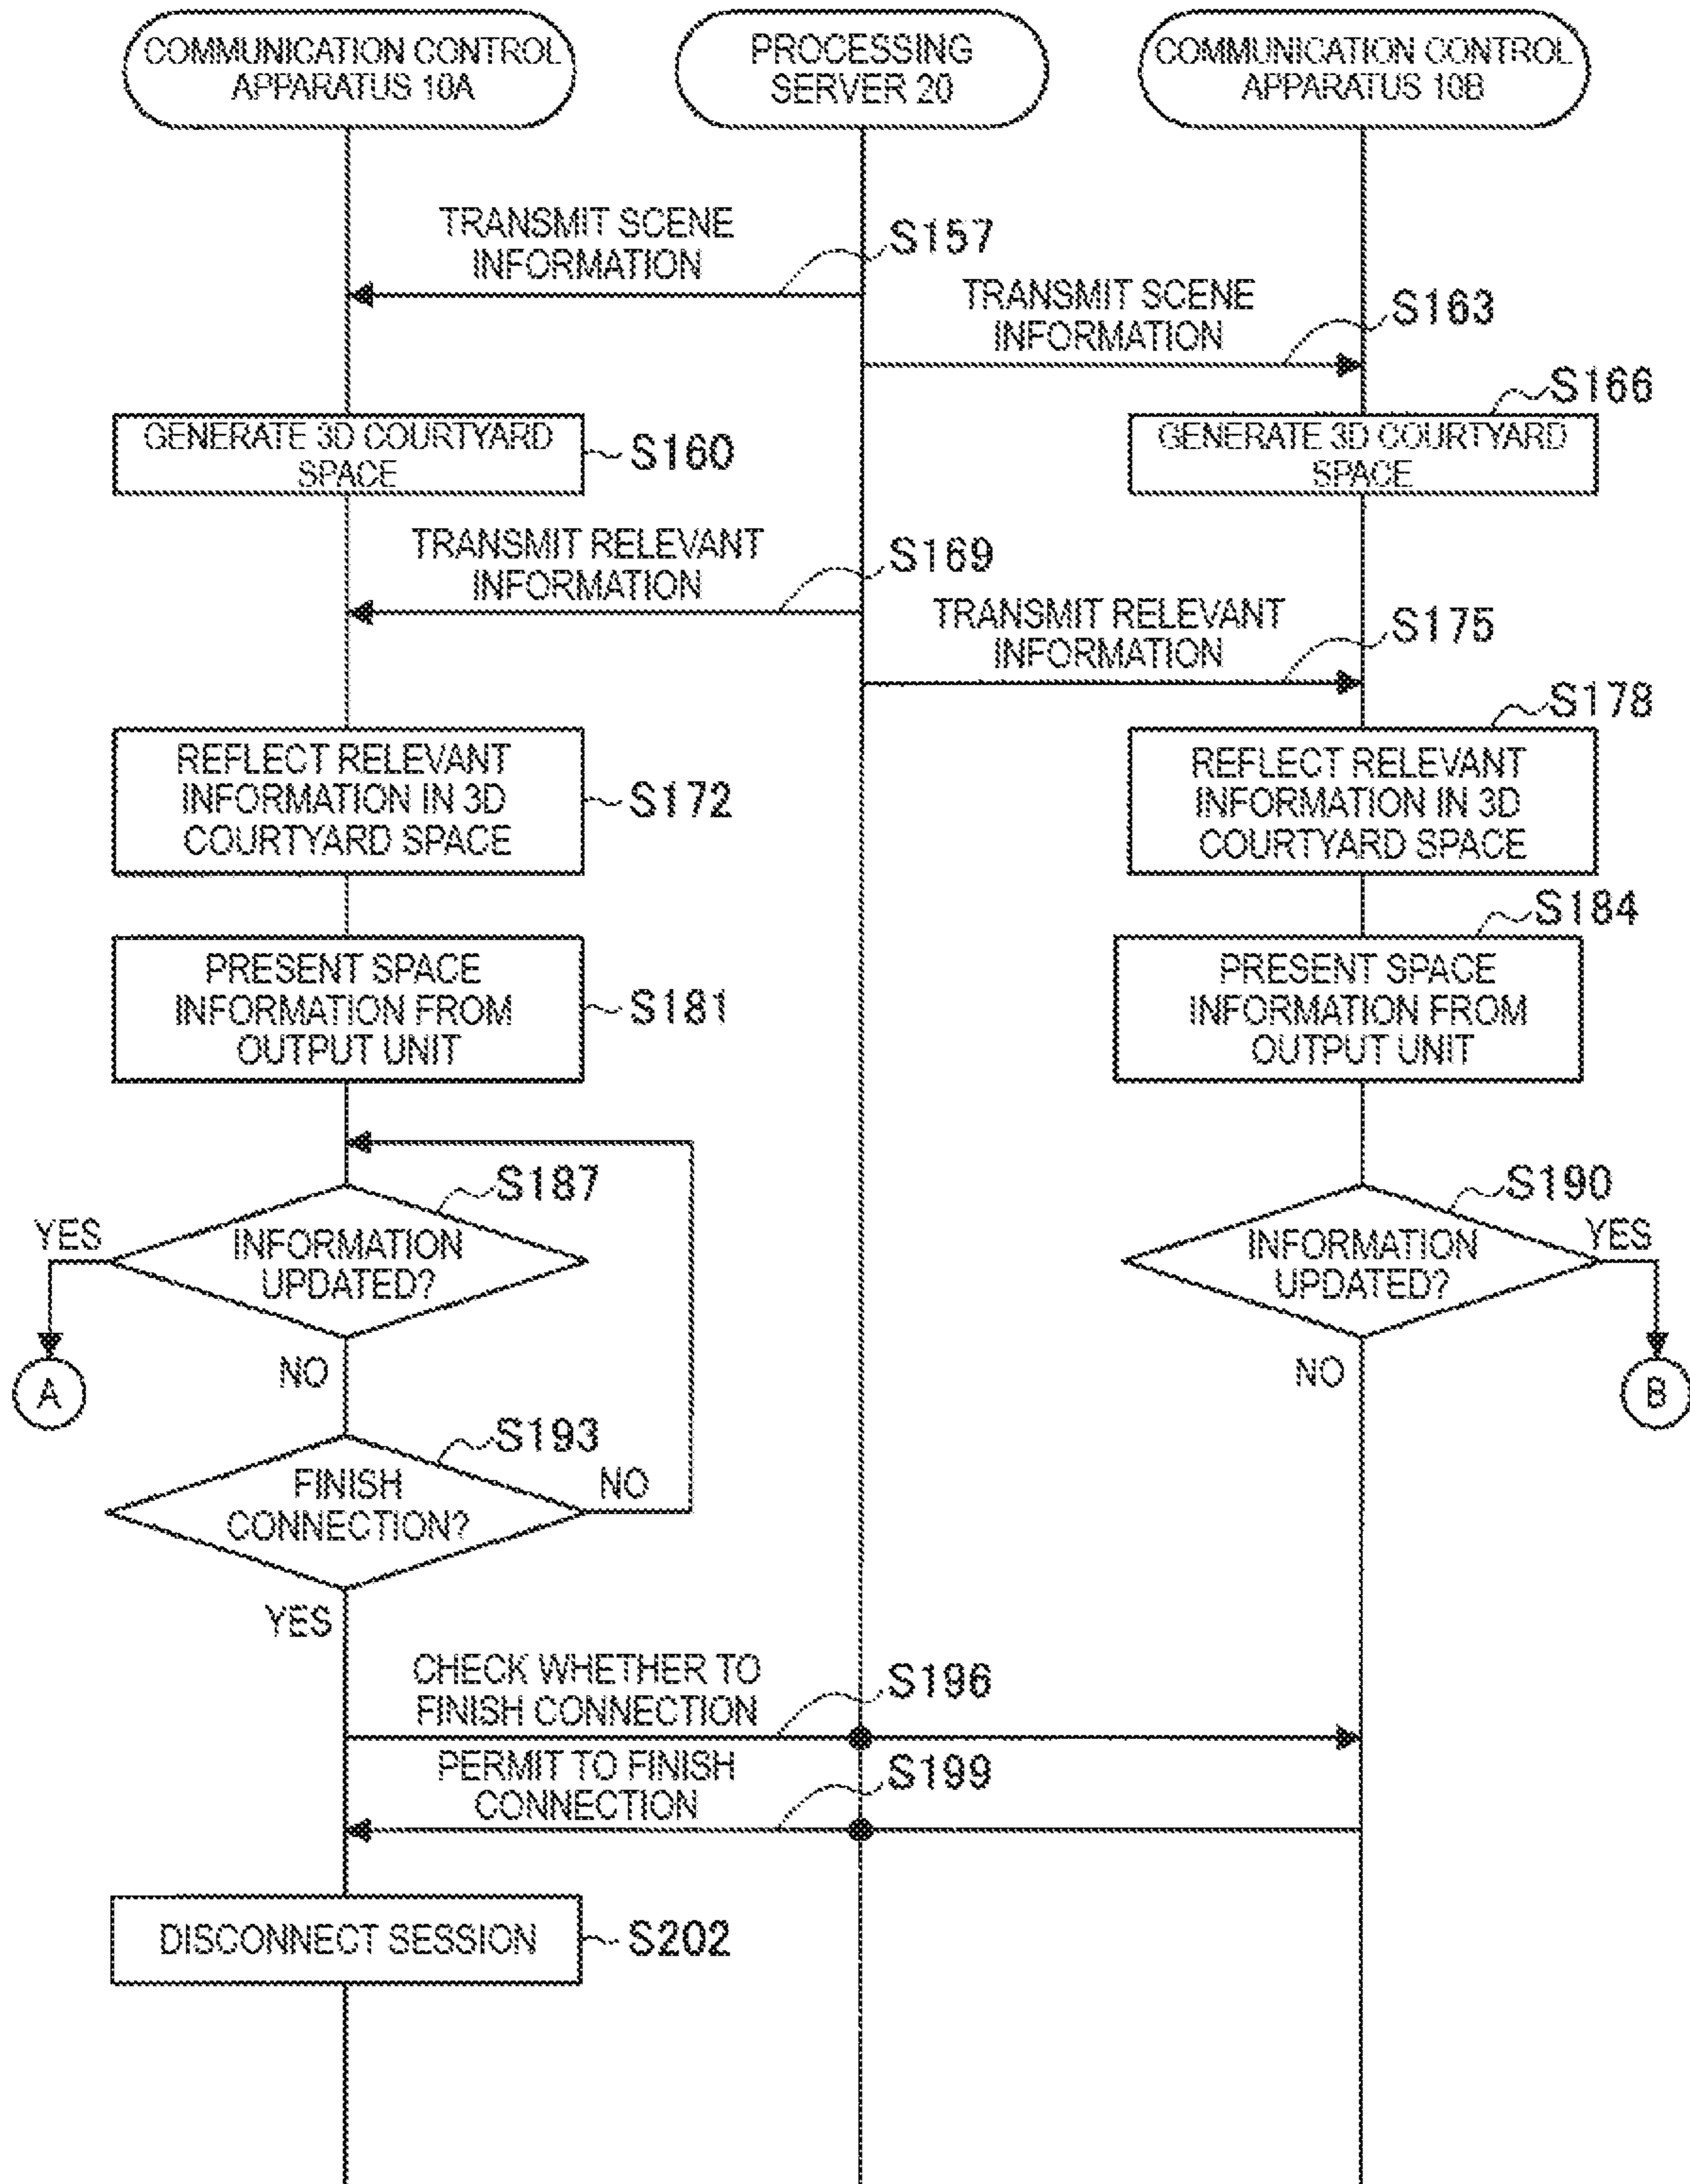 COMMUNICATION CONTROL
APPARATUS 10A
PROCESSING
SERVER 20
COMMUNICATION CONTROL
APPARATUS 10B
TRANSMIT SCENE
INFORMATION
S157
TRANSMIT SCENE
INFORMATION
S163
S166
GENERATE 3D COURTYARD
SPACE
S160
GENERATE 3D COURTYARD
SPACE
TRANSMIT RELEVANT
INFORMATION
S169
TRANSMIT RELEVANT
INFORMATION
S175
S178
REFLECT RELEVANT
INFORMATION IN 3D
COURTYARD SPACE
S172
REFLECT RELEVANT
INFORMATION IN 3D
COURTYARD SPACE
S184
PRESENT SPACE
INFORMATION FROM
OUTPUT UNIT
S181
PRESENT SPACE
INFORMATION FROM
OUTPUT UNIT
S187
S190
YES
INFORMATION
UPDATED?
INFORMATION
UPDATED?
YES
A
NO
NO
B
S193
FINISH
CONNECTION?
NO
YES
CHECK WHETHER TO
FINISH CONNECTION
S196
PERMIT TO FINISH
CONNECTION
S199
DISCONNECT SESSION
S202